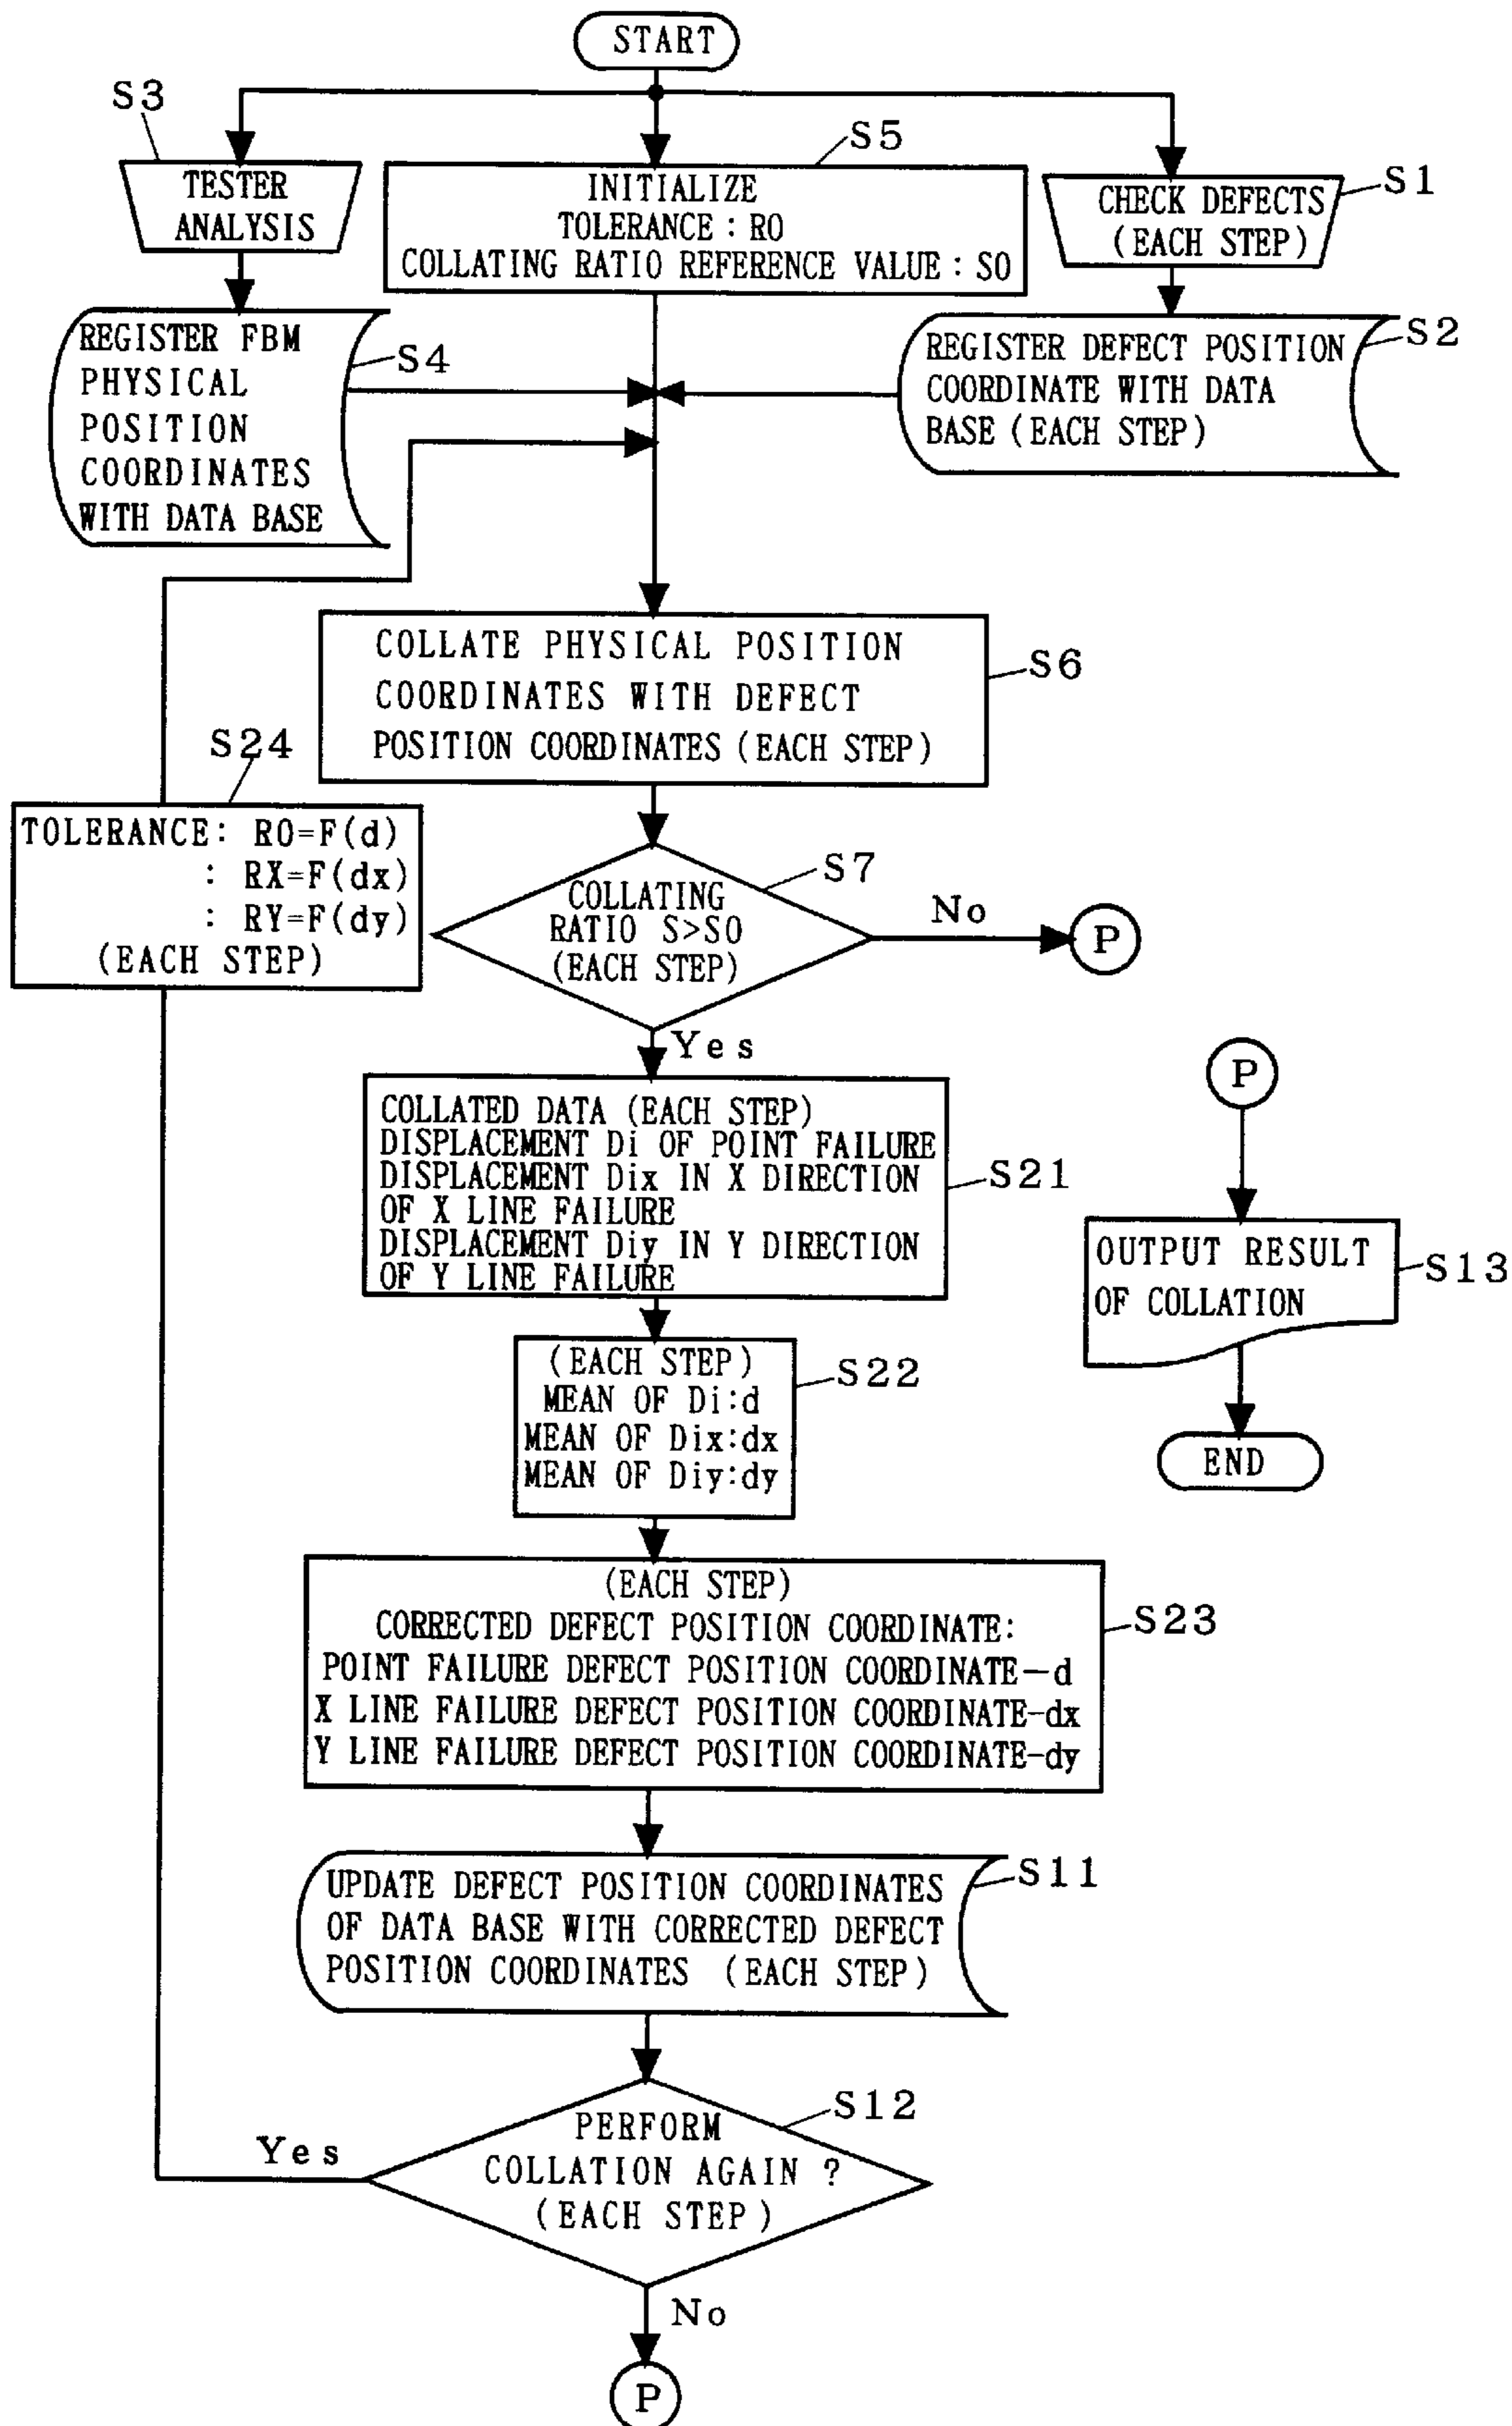 START
S3
TESTER
ANALYSIS
S5
INITIALIZE
TOLERANCE : R0
COLLATING RATIO REFERENCE VALUE : S0
S1
CHECK DEFECTS
(EACH STEP)
REGISTER FBM
PHYSICAL
POSITION
COORDINATES
WITH DATA BASE
S4
REGISTER DEFECT POSITION
COORDINATE WITH DATA
BASE (EACH STEP)
S2
COLLATE PHYSICAL POSITION
COORDINATES WITH DEFECT
POSITION COORDINATES (EACH STEP)
S6
S24
TOLERANCE: R0=F(d)
: RX=F(dx)
: RY=F(dy)
(EACH STEP)
COLLATING
RATIO S>S0
(EACH STEP)
S7
No
P
Yes
COLLATED DATA (EACH STEP)
DISPLACEMENT Di OF POINT FAILURE
DISPLACEMENT Dix IN X DIRECTION
OF X LINE FAILURE
DISPLACEMENT Diy IN Y DIRECTION
OF Y LINE FAILURE
S21
P
OUTPUT RESULT
OF COLLATION
S13
END
(EACH STEP)
MEAN OF Di:d
MEAN OF Dix:dx
MEAN OF Diy:dy
S22
(EACH STEP)
CORRECTED DEFECT POSITION COORDINATE:
POINT FAILURE DEFECT POSITION COORDINATE-d
X LINE FAILURE DEFECT POSITION COORDINATE-dx
Y LINE FAILURE DEFECT POSITION COORDINATE-dy
S23
UPDATE DEFECT POSITION COORDINATES
OF DATA BASE WITH CORRECTED DEFECT
POSITION COORDINATES (EACH STEP)
S11
PERFORM
COLLATION AGAIN ?
(EACH STEP)
S12
Yes
No
P